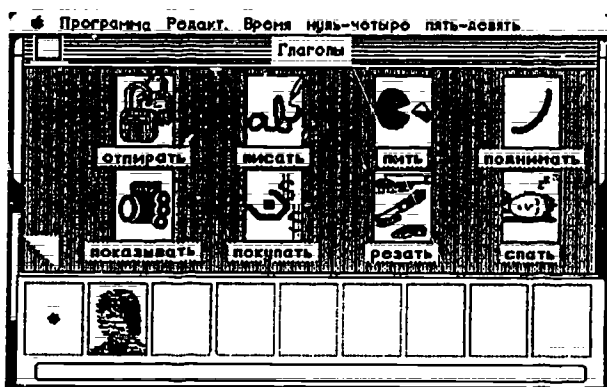 Программа Редакт. Время нуль-четыре пять-девять
Глаголы
отпирать писать пить поднимать
показывать покупать резать спать